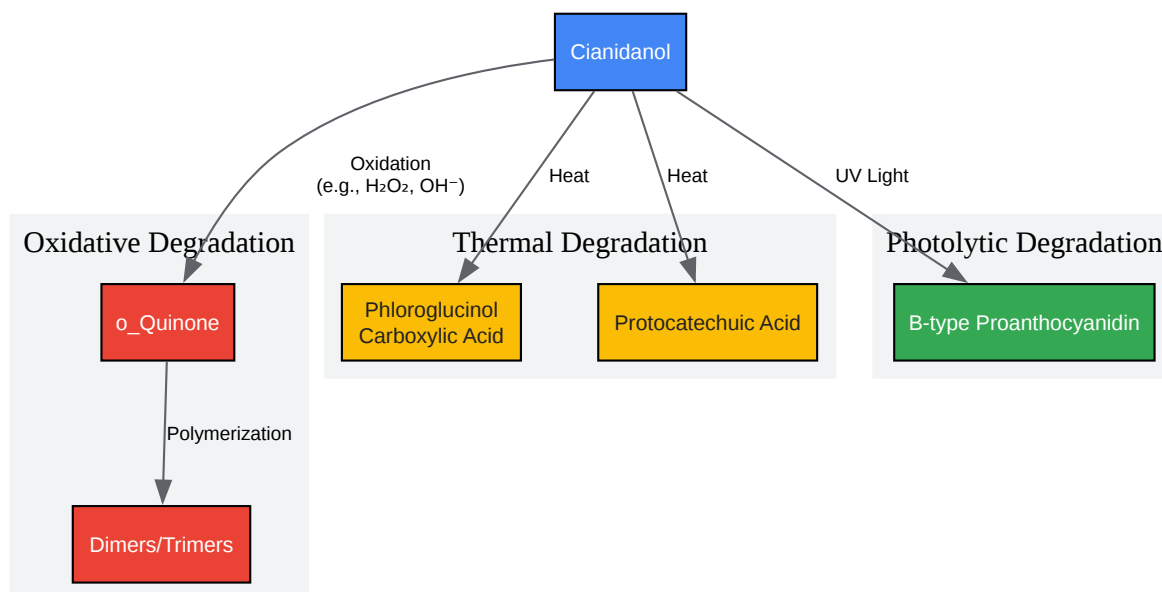 Cianidanol
Oxidation
(e.g., H₂O₂, OH⁻)
Heat
Heat
UV Light
Oxidative Degradation
Thermal Degradation
Photolytic Degradation
o_Quinone
Phloroglucinol
Carboxylic Acid
Protocatechuic Acid
B-type Proanthocyanidin
Polymerization
Dimers/Trimers